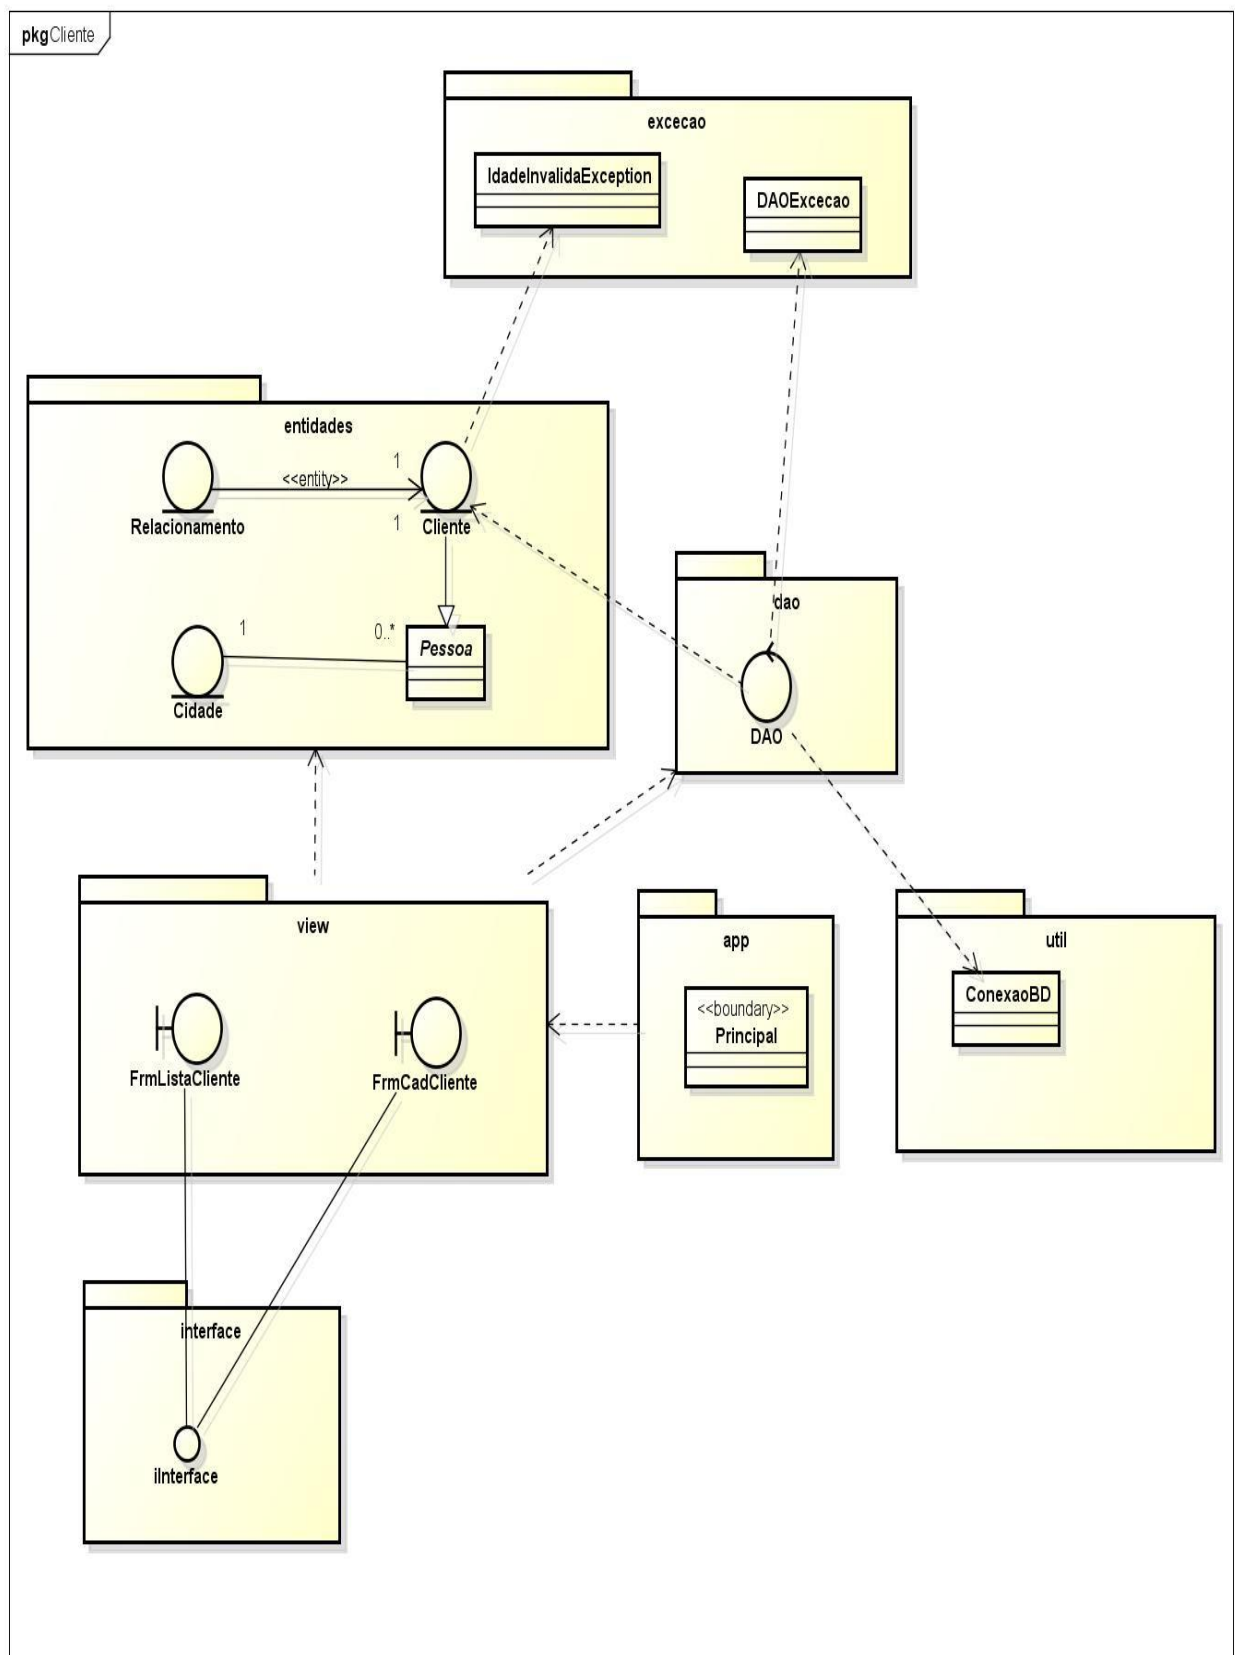 pkgCliente
excecao
IdadeInvalidaException
DAOExcecao
entidades
1
<<entity>>
Relacionamento
1
Cliente
dao
1
0..*
Pessoa
Cidade
DAO
view
app
util
<<boundary>>
Principal
ConexaoBD
FrmListaCliente
FrmCadCliente
interface
iInterface